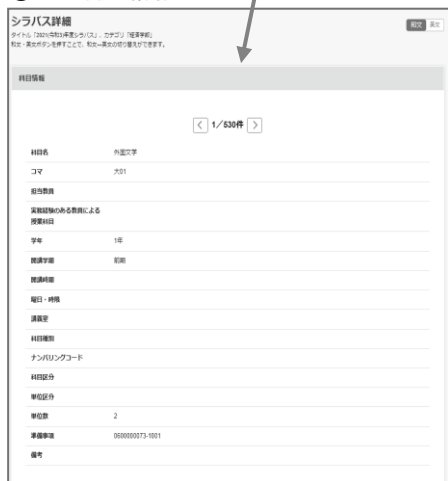 シラバス詳細
タイトル「2021(令和3)年度シラバス」、カテゴリ「経済学部」
和文・英文ボタンを押すことで、和文⇔英文の切り替えができます。
和文 英文
科目情報
< 1／530件 >
科目名 外国文学
コマ 大01
担当教員
実務経験のある教員による
授業科目
学年 1年
開講学期 前期
開講時期
曜日・時限
講義室
科目種別
ナンバリングコード
科目区分
単位区分
単位数 2
準備事項 0600000073-1001
備考